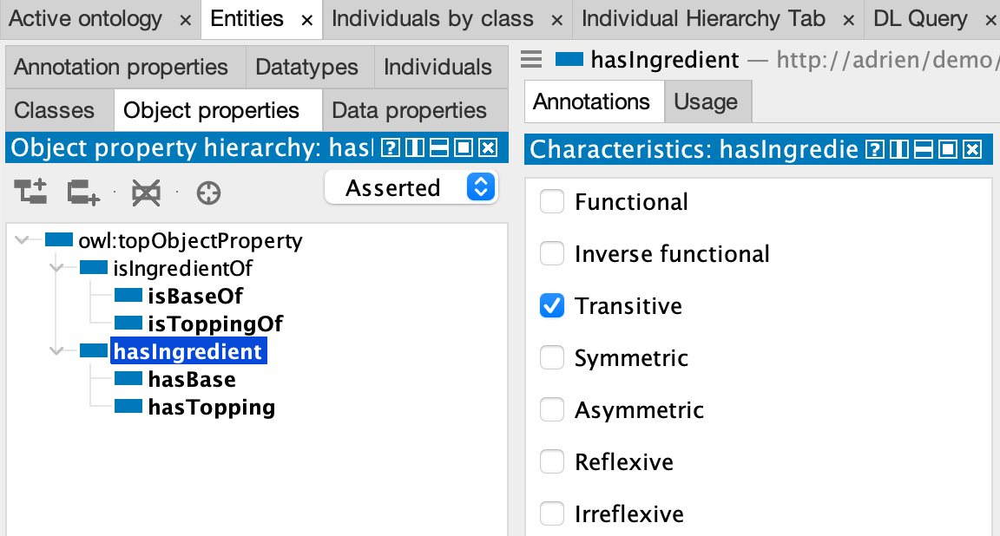 Active ontology × Entities × Individuals by class × Individual Hierarchy Tab × DL Query ×
Annotation properties Datatypes Individuals
Classes Object properties Data properties
Object property hierarchy: has
Asserted
owl:topObjectProperty
isIngredientOf
isBaseOf
isToppingOf
hasIngredient
hasBase
hasTopping
hasIngredient — http://adrien/demo/
Annotations Usage
Characteristics: hasIngredie
Functional
Inverse functional
Transitive
Symmetric
Asymmetric
Reflexive
Irreflexive